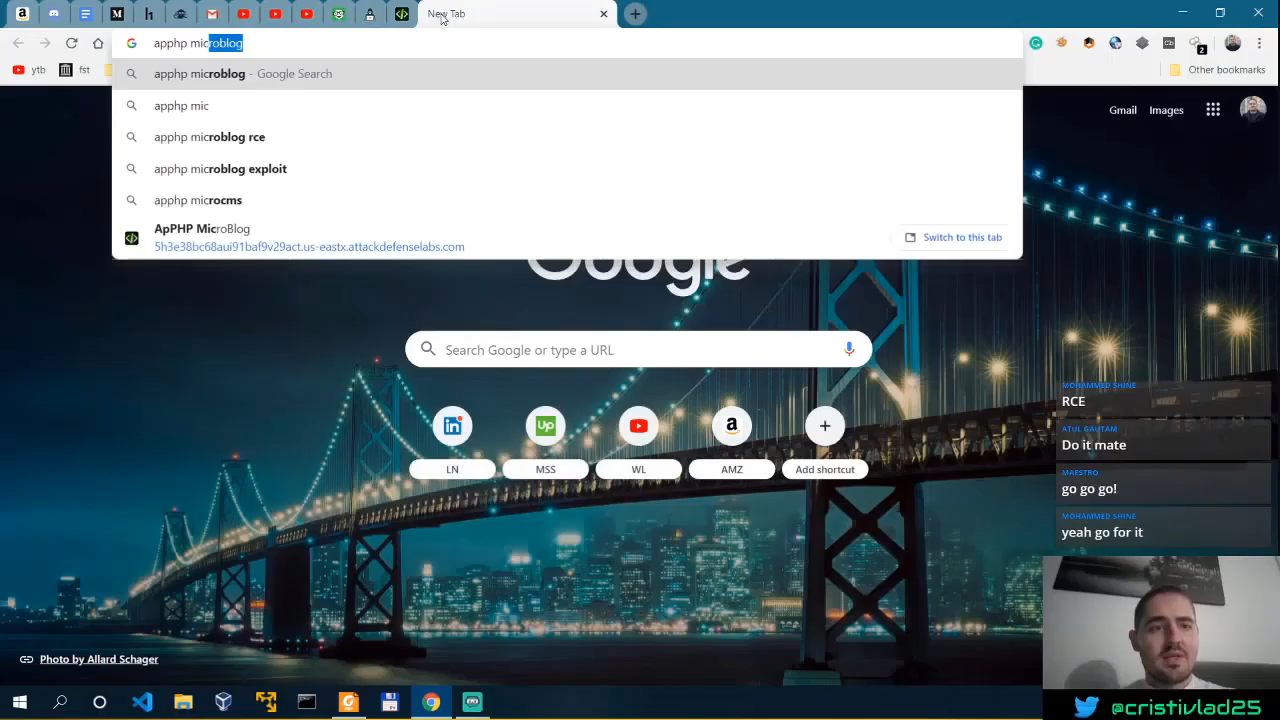 New Tab
apphp microblog
ytb
fst
2
Other bookmarks
apphp microblog - Google Search
apphp mic
apphp microblog rce
apphp microblog exploit
apphp microcms
ApPHP MicroBlog
5h3e38bc68aui91baf9v29act.us-eastx.attackdefenselabs.com
Switch to this tab
Gmail
Images
Google
Search Google or type a URL
LN
MSS
WL
AMZ
Add shortcut
MOHAMMED SHINE
RCE
ATUL GAUTAM
Do it mate
MAESTRO
go go go!
MOHAMMED SHINE
yeah go for it
Photo by Allard Schager
@cristivlad25